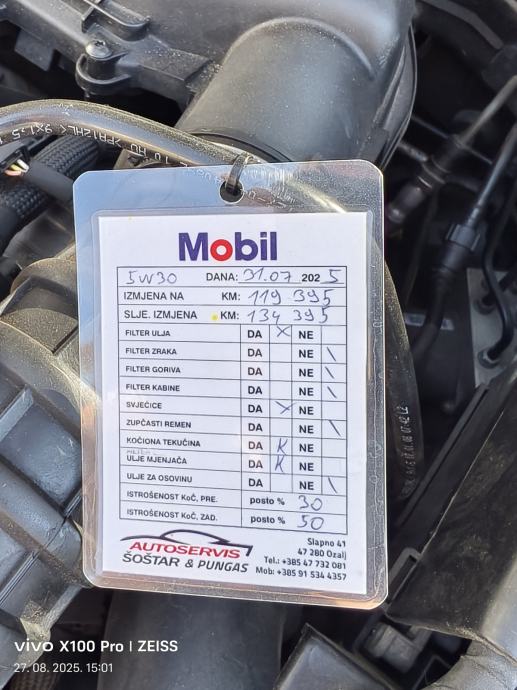 Mobil
5W30 DANA: 31.07 2025
IZMJENA NA KM: 119 395
SLJE. IZMJENA KM: 134 395
FILTER ULJA DA X NE
FILTER ZRAKA DA NE \
FILTER GORIVA DA NE \
FILTER KABINE DA NE \
SVJEĆICE DA X NE
ZUPČASTI REMEN DA NE \
KOČIONA TEKUĆINA DA K NE
ULJE MJENJAČA DA K NE
ULJE ZA OSOVINU DA NE \
ISTROŠENOST KoČ, PRE. posto % 30
ISTROŠENOST KoČ, ZAD. posto % 50
AUTOSERVIS
ŠOŠTAR & PUNGAS
Slapno 41
47 280 Ozalj
Tel.: +385 47 732 081
Mob: +385 91 534 4357
vivo X100 Pro | ZEISS
27. 08. 2025. 15:01